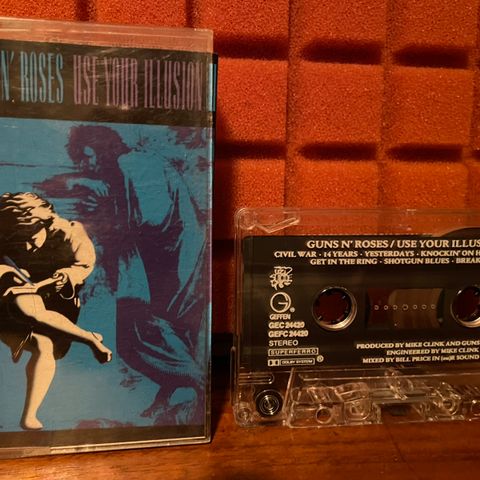 N' ROSES USE YOUR ILLUSION
GUNS N' ROSES / USE YOUR ILLUS
CIVIL WAR · 14 YEARS · YESTERDAYS · KNOCKIN' ON H
GET IN THE RING · SHOTGUN BLUES · BREAK
GEFFEN
GEC 24420
GEFC 24420
STEREO
SUPERFERRO
DOLBY SYSTEM
PRODUCED BY MIKE CLINK AND GUNS
ENGINEERED BY MIKE CLINK
MIXED BY BILL PRICE IN (mjl) SOUND